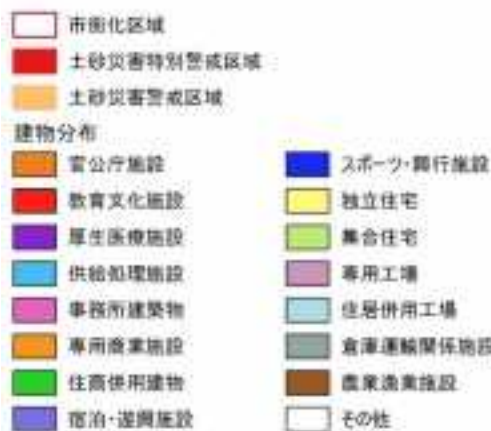 市街化区域
土砂災害特別警戒区域
土砂災害警戒区域
建物分布
官公庁施設
教育文化施設
厚生医療施設
供給処理施設
事務所建築物
専用商業施設
住商併用建物
宿泊・遊興施設
スポーツ・興行施設
独立住宅
集合住宅
専用工場
住居併用工場
倉庫運輸関係施設
農業漁業施設
その他